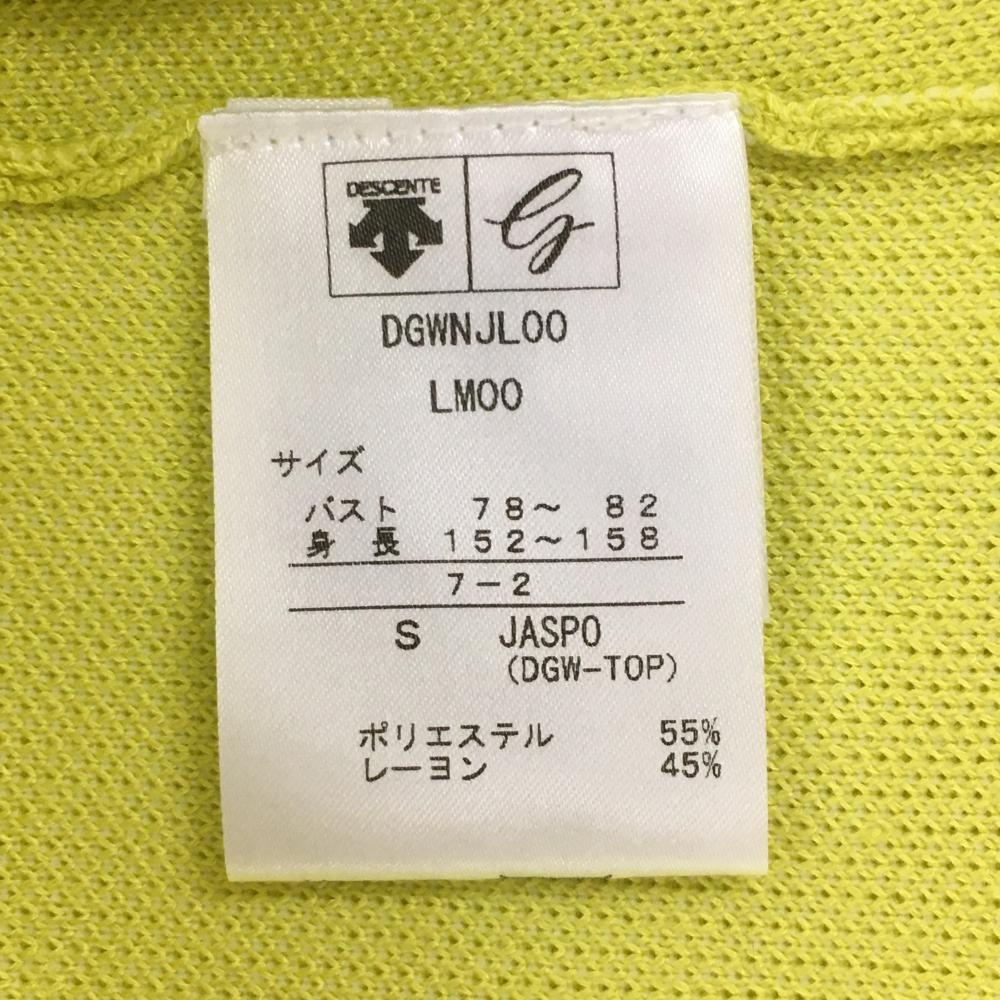 DESCENTE G
DGWNJL00
LM00
サイズ
バスト 78～ 82
身 長 152～158
7－2
S JASPO
(DGW-TOP)
ポリエステル 55%
レーヨン 45%